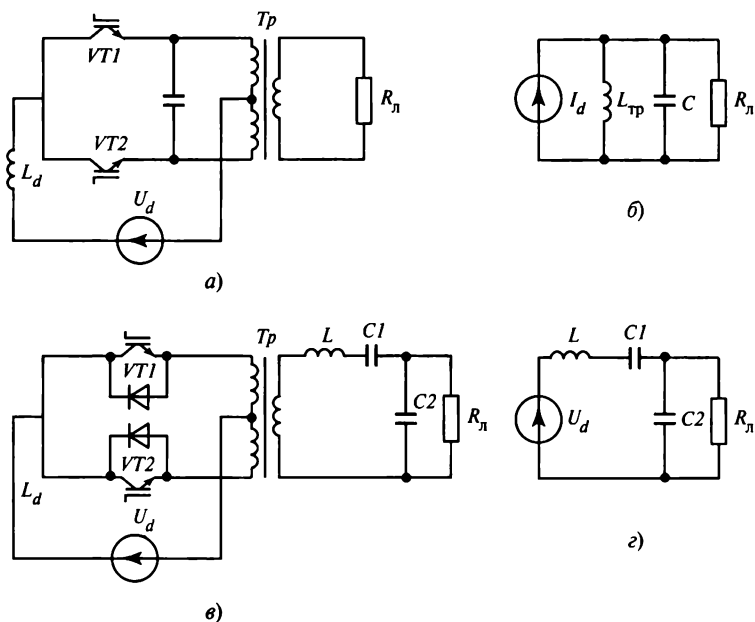 Tp
VT1
VT2
L_d
U_d
R_л
а)
I_d
L_тр
C
R_л
б)
VT1
VT2
L_d
U_d
Tp
L
C1
C2
R_л
в)
L
C1
U_d
C2
R_л
г)